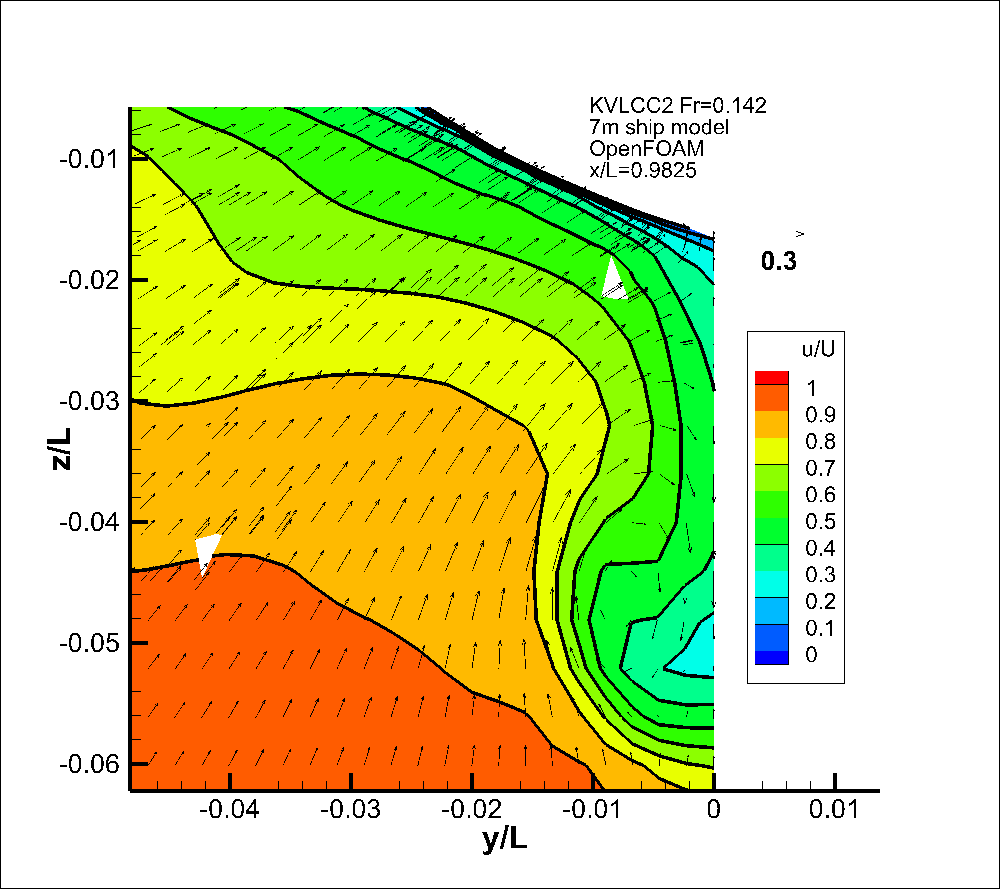 KVLCC2 Fr=0.142
7m ship model
OpenFOAM
x/L=0.9825
0.3
u/U
1
0.9
0.8
0.7
0.6
0.5
0.4
0.3
0.2
0.1
0
z/L
-0.01
-0.02
-0.03
-0.04
-0.05
-0.06
-0.04 -0.03 -0.02 -0.01 0 0.01
y/L